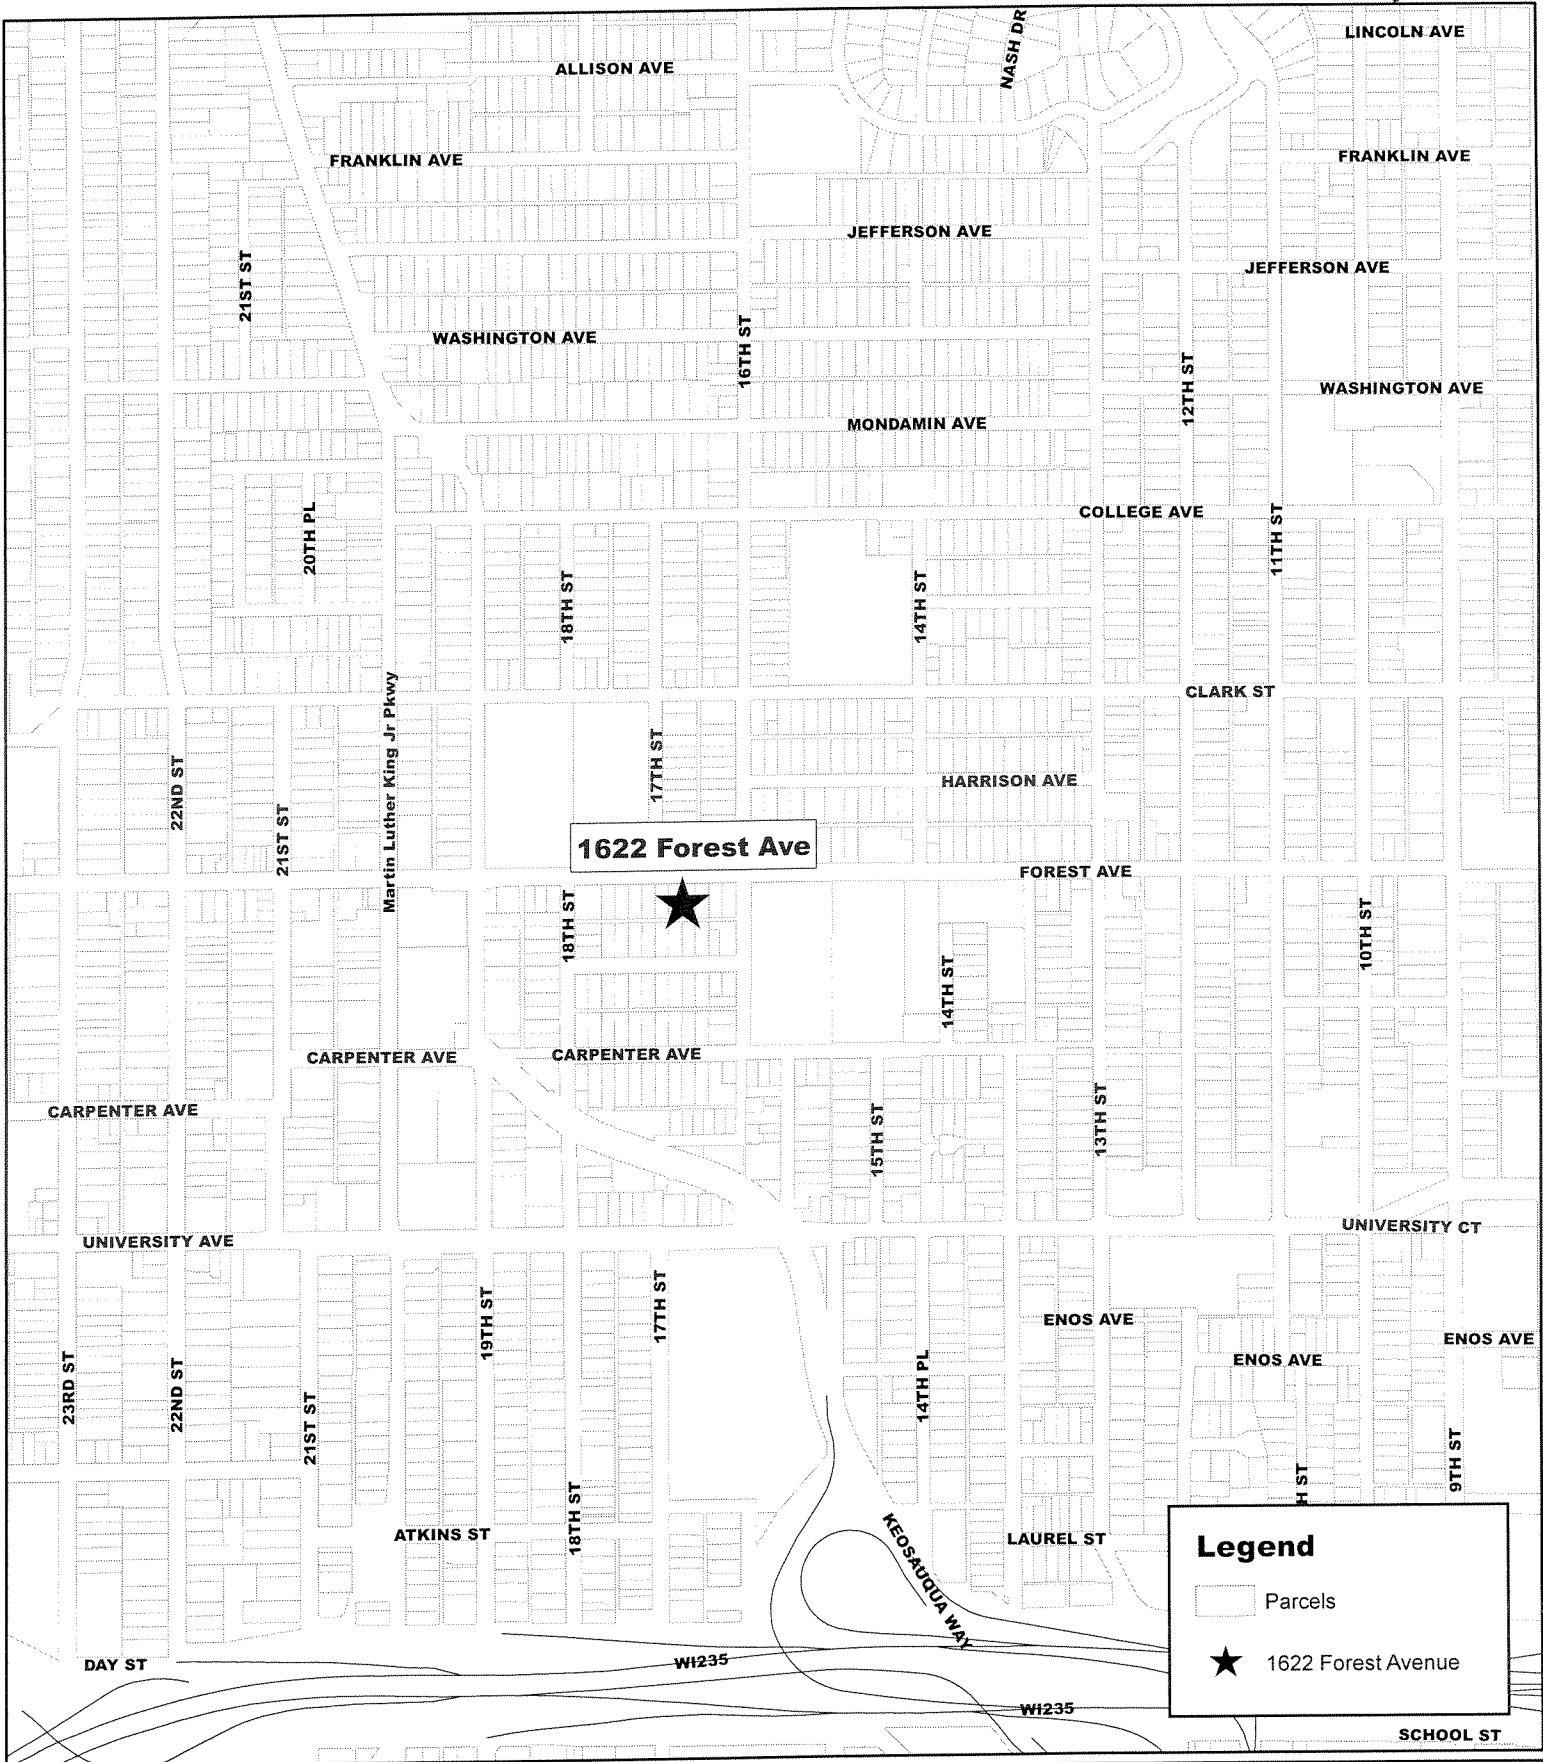 LINCOLN AVE
NASH DR
ALLISON AVE
FRANKLIN AVE
FRANKLIN AVE
JEFFERSON AVE
JEFFERSON AVE
21ST ST
WASHINGTON AVE
16TH ST
12TH ST
WASHINGTON AVE
MONDAMIN AVE
20TH PL
COLLEGE AVE
11TH ST
18TH ST
14TH ST
CLARK ST
Martin Luther King Jr Pkwy
22ND ST
17TH ST
HARRISON AVE
21ST ST
1622 Forest Ave
FOREST AVE
18TH ST
10TH ST
14TH ST
CARPENTER AVE
CARPENTER AVE
CARPENTER AVE
15TH ST
13TH ST
UNIVERSITY AVE
UNIVERSITY CT
19TH ST
17TH ST
ENOS AVE
ENOS AVE
ENOS AVE
23RD ST
22ND ST
21ST ST
14TH PL
9TH ST
H ST
18TH ST
ATKINS ST
KEOSAUQUA WAY
LAUREL ST
Legend
Parcels
1622 Forest Avenue
DAY ST
WI235
WI235
SCHOOL ST